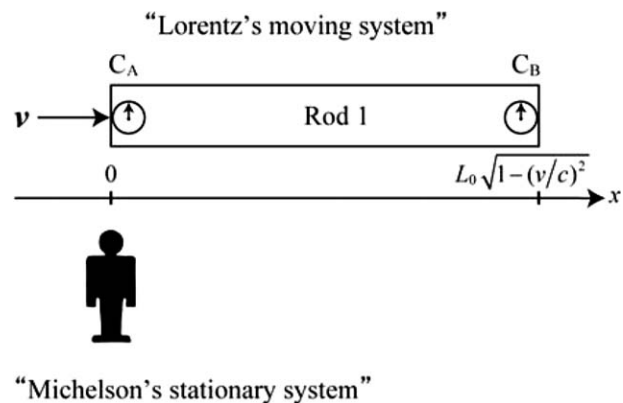 “Lorentz’s moving system”
C_A C_B
v Rod 1
0 L₀√1−(v/c)²
x
“Michelson’s stationary system”